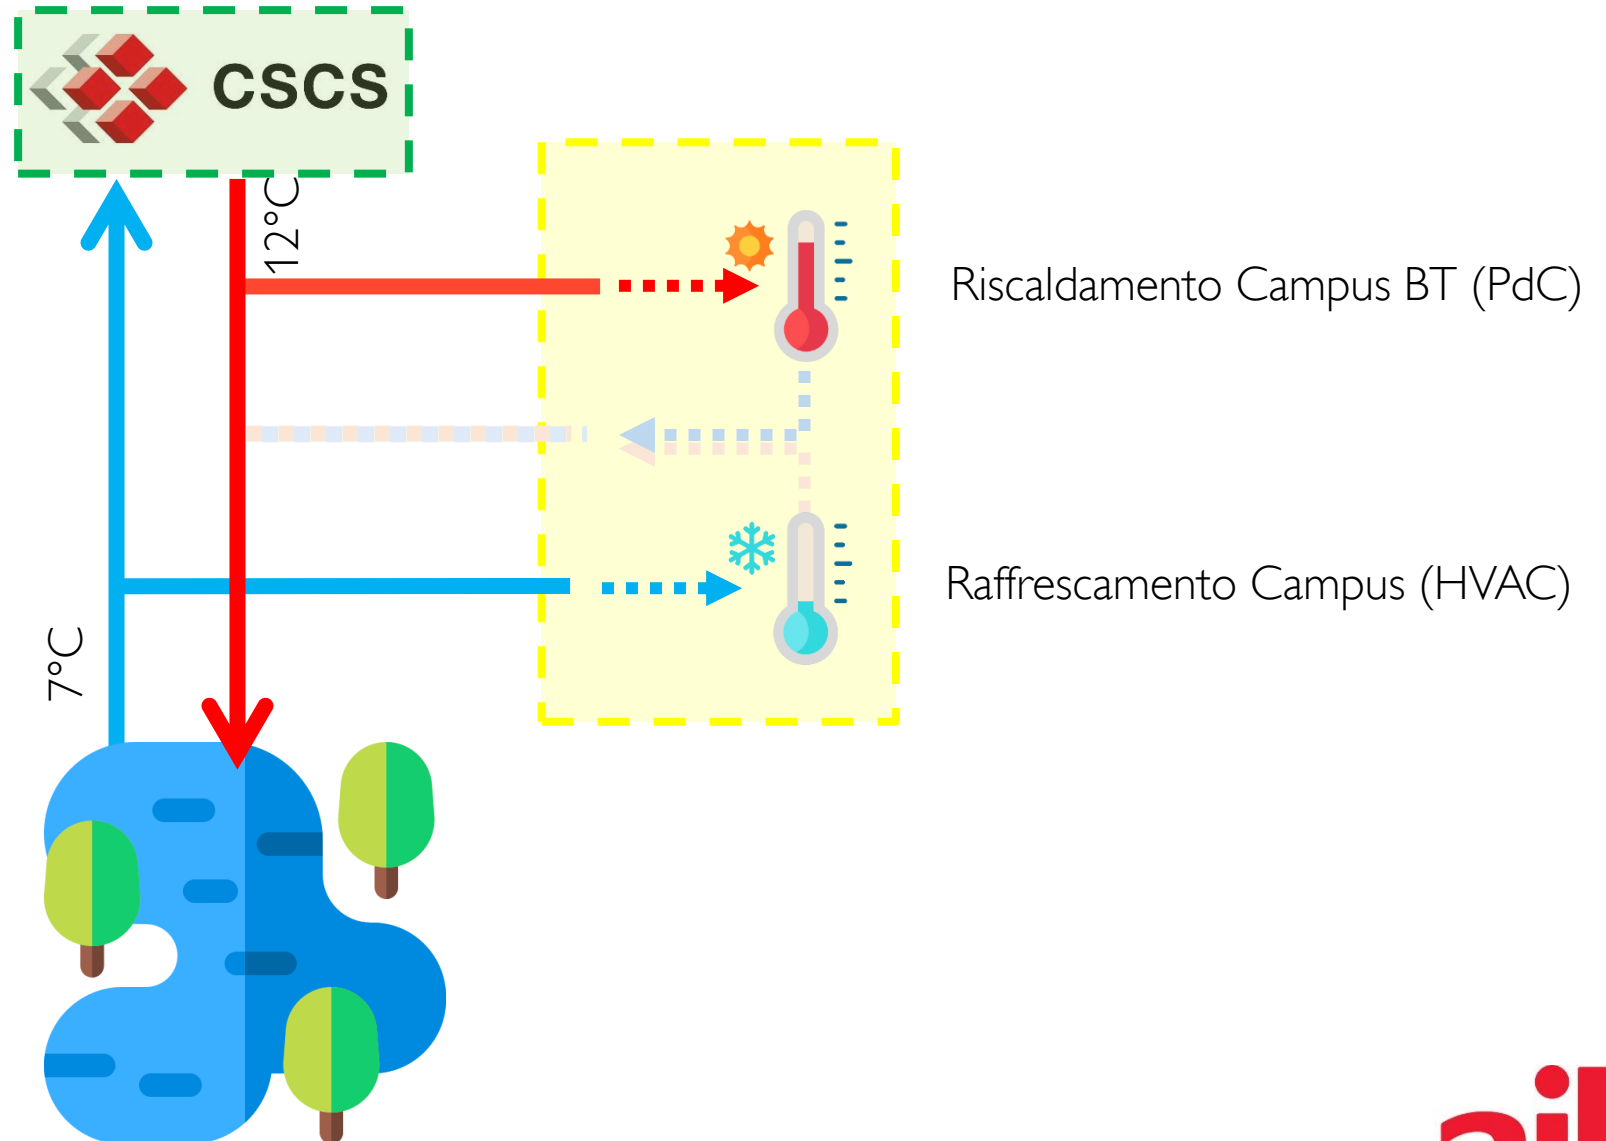 CSCS
12°C
Riscaldamento Campus BT (PdC)
Raffrescamento Campus (HVAC)
7°C